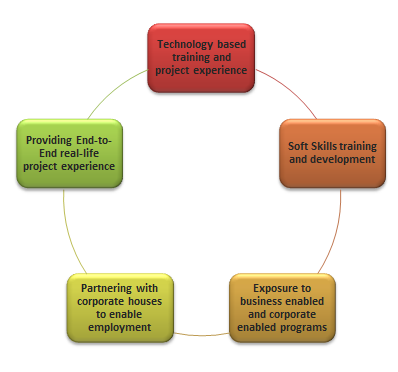 Technology based
training and
project experience
Soft Skills training
and development
Exposure to
business enabled
and corporate
enabled programs
Partnering with
corporate houses
to enable
employment
Providing End-to-
End real-life
project experience